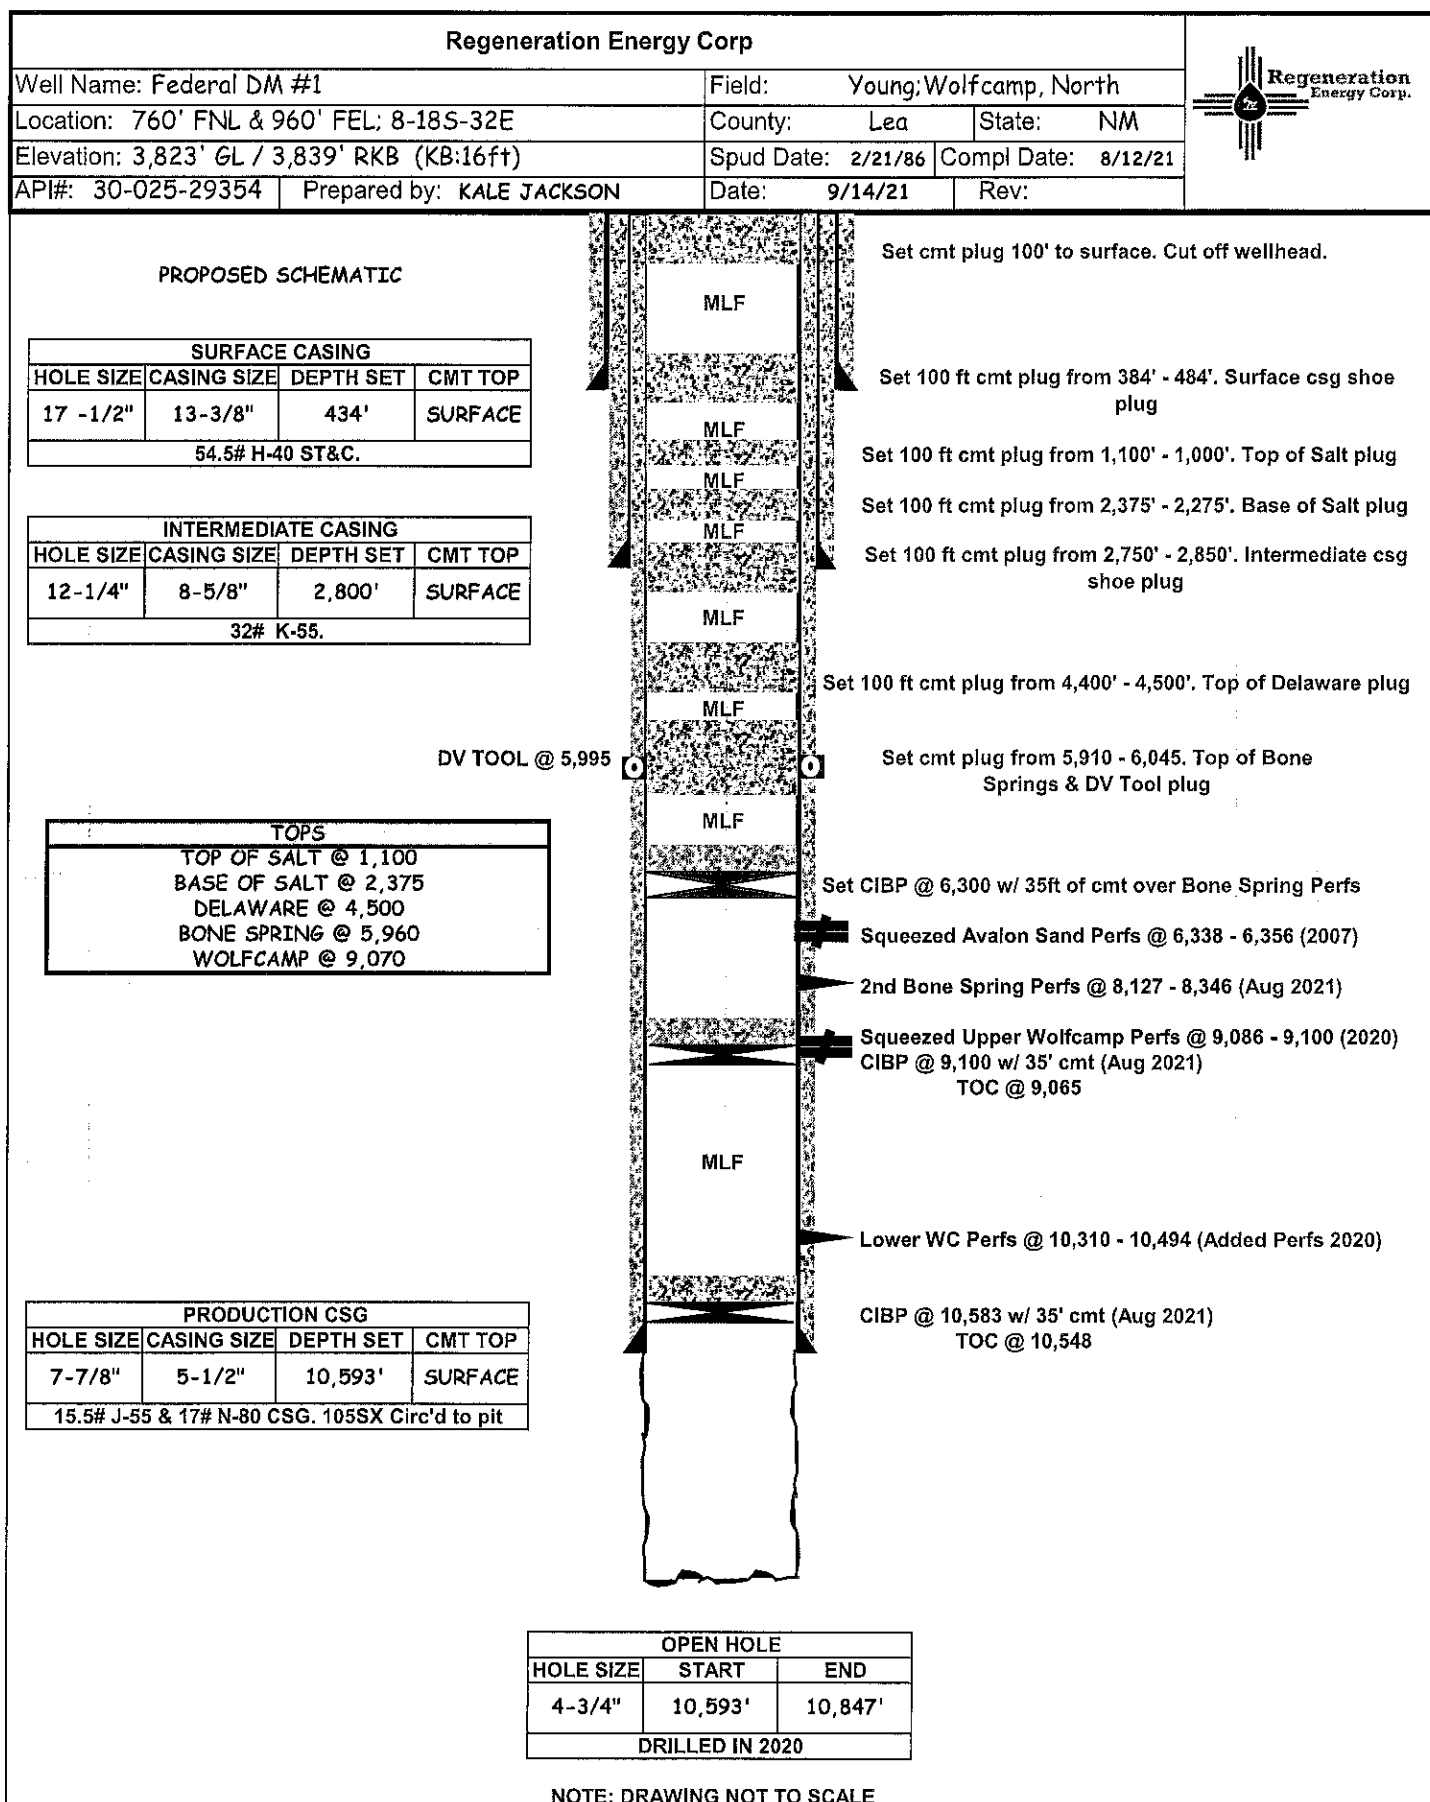 Regeneration Energy Corp
Well Name: Federal DM #1
Field: Young;Wolfcamp, North
Regeneration
Energy Corp.
Location: 760' FNL & 960' FEL; 8-18S-32E
County: Lea
State: NM
Elevation: 3,823' GL / 3,839' RKB (KB:16ft)
Spud Date: 2/21/86
Compl Date: 8/12/21
API#: 30-025-29354
Prepared by: KALE JACKSON
Date: 9/14/21
Rev:
PROPOSED SCHEMATIC
Set cmt plug 100' to surface. Cut off wellhead.
MLF
SURFACE CASING
HOLE SIZE CASING SIZE DEPTH SET CMT TOP
17 -1/2" 13-3/8" 434' SURFACE
54.5# H-40 ST&C.
Set 100 ft cmt plug from 384' - 484'. Surface csg shoe
plug
MLF
Set 100 ft cmt plug from 1,100' - 1,000'. Top of Salt plug
MLF
Set 100 ft cmt plug from 2,375' - 2,275'. Base of Salt plug
MLF
INTERMEDIATE CASING
HOLE SIZE CASING SIZE DEPTH SET CMT TOP
12-1/4" 8-5/8" 2,800' SURFACE
32# K-55.
Set 100 ft cmt plug from 2,750' - 2,850'. Intermediate csg
shoe plug
MLF
Set 100 ft cmt plug from 4,400' - 4,500'. Top of Delaware plug
MLF
DV TOOL @ 5,995
Set cmt plug from 5,910 - 6,045. Top of Bone
Springs & DV Tool plug
MLF
TOPS
TOP OF SALT @ 1,100
BASE OF SALT @ 2,375
DELAWARE @ 4,500
BONE SPRING @ 5,960
WOLFCAMP @ 9,070
Set CIBP @ 6,300 w/ 35ft of cmt over Bone Spring Perfs
Squeezed Avalon Sand Perfs @ 6,338 - 6,356 (2007)
2nd Bone Spring Perfs @ 8,127 - 8,346 (Aug 2021)
Squeezed Upper Wolfcamp Perfs @ 9,086 - 9,100 (2020)
CIBP @ 9,100 w/ 35' cmt (Aug 2021)
TOC @ 9,065
MLF
Lower WC Perfs @ 10,310 - 10,494 (Added Perfs 2020)
PRODUCTION CSG
HOLE SIZE CASING SIZE DEPTH SET CMT TOP
7-7/8" 5-1/2" 10,593' SURFACE
15.5# J-55 & 17# N-80 CSG. 105SX Circ'd to pit
CIBP @ 10,583 w/ 35' cmt (Aug 2021)
TOC @ 10,548
OPEN HOLE
HOLE SIZE START END
4-3/4" 10,593' 10,847'
DRILLED IN 2020
NOTE: DRAWING NOT TO SCALE